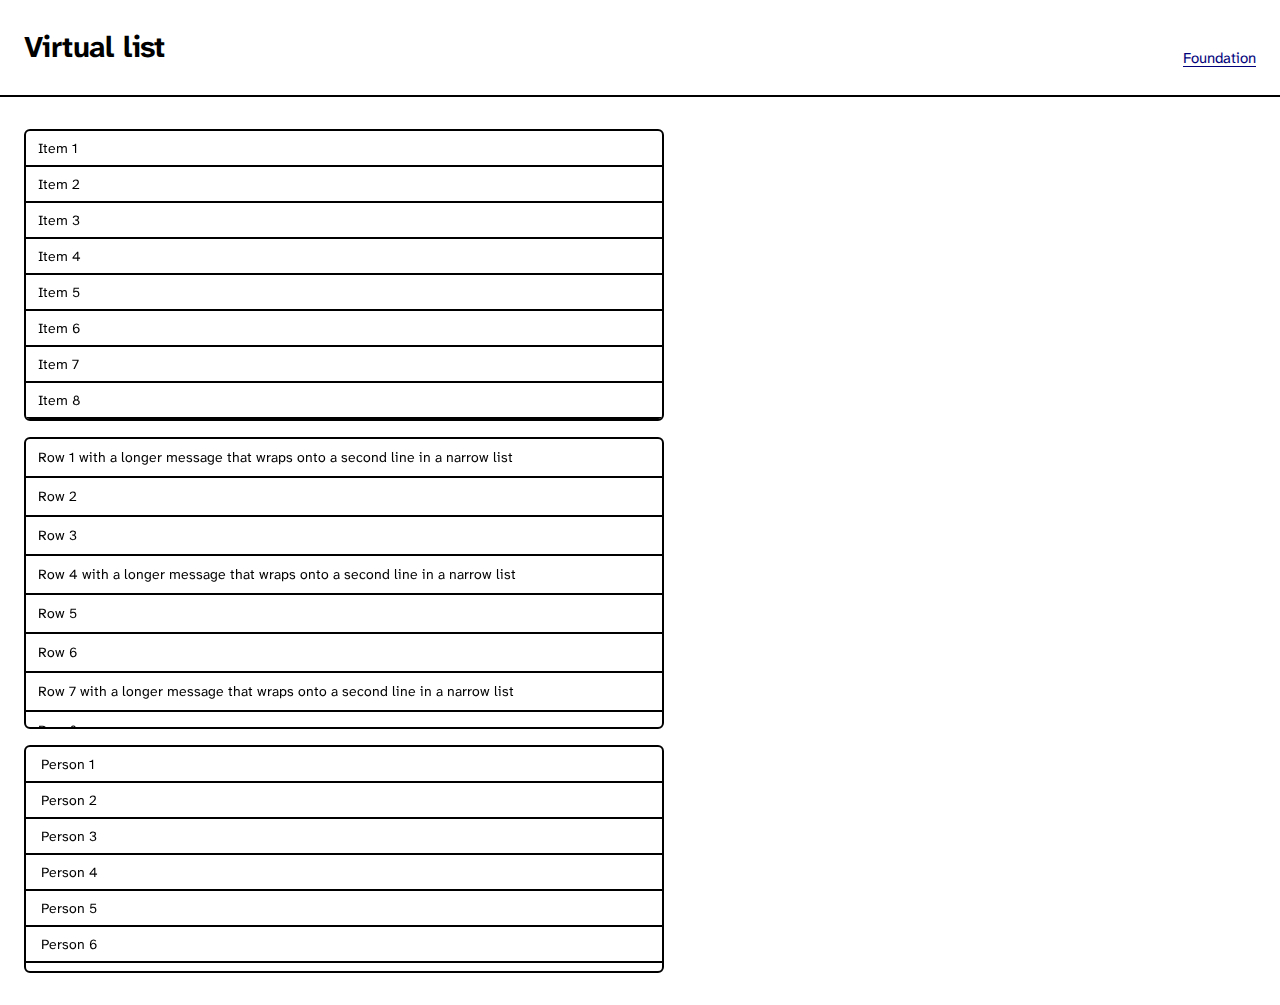 Virtual list
Foundation
Item 1
Item 2
Item 3
Item 4
Item 5
Item 6
Item 7
Item 8
Row 1 with a longer message that wraps onto a second line in a narrow list
Row 2
Row 3
Row 4 with a longer message that wraps onto a second line in a narrow list
Row 5
Row 6
Row 7 with a longer message that wraps onto a second line in a narrow list
Person 1
Person 2
Person 3
Person 4
Person 5
Person 6